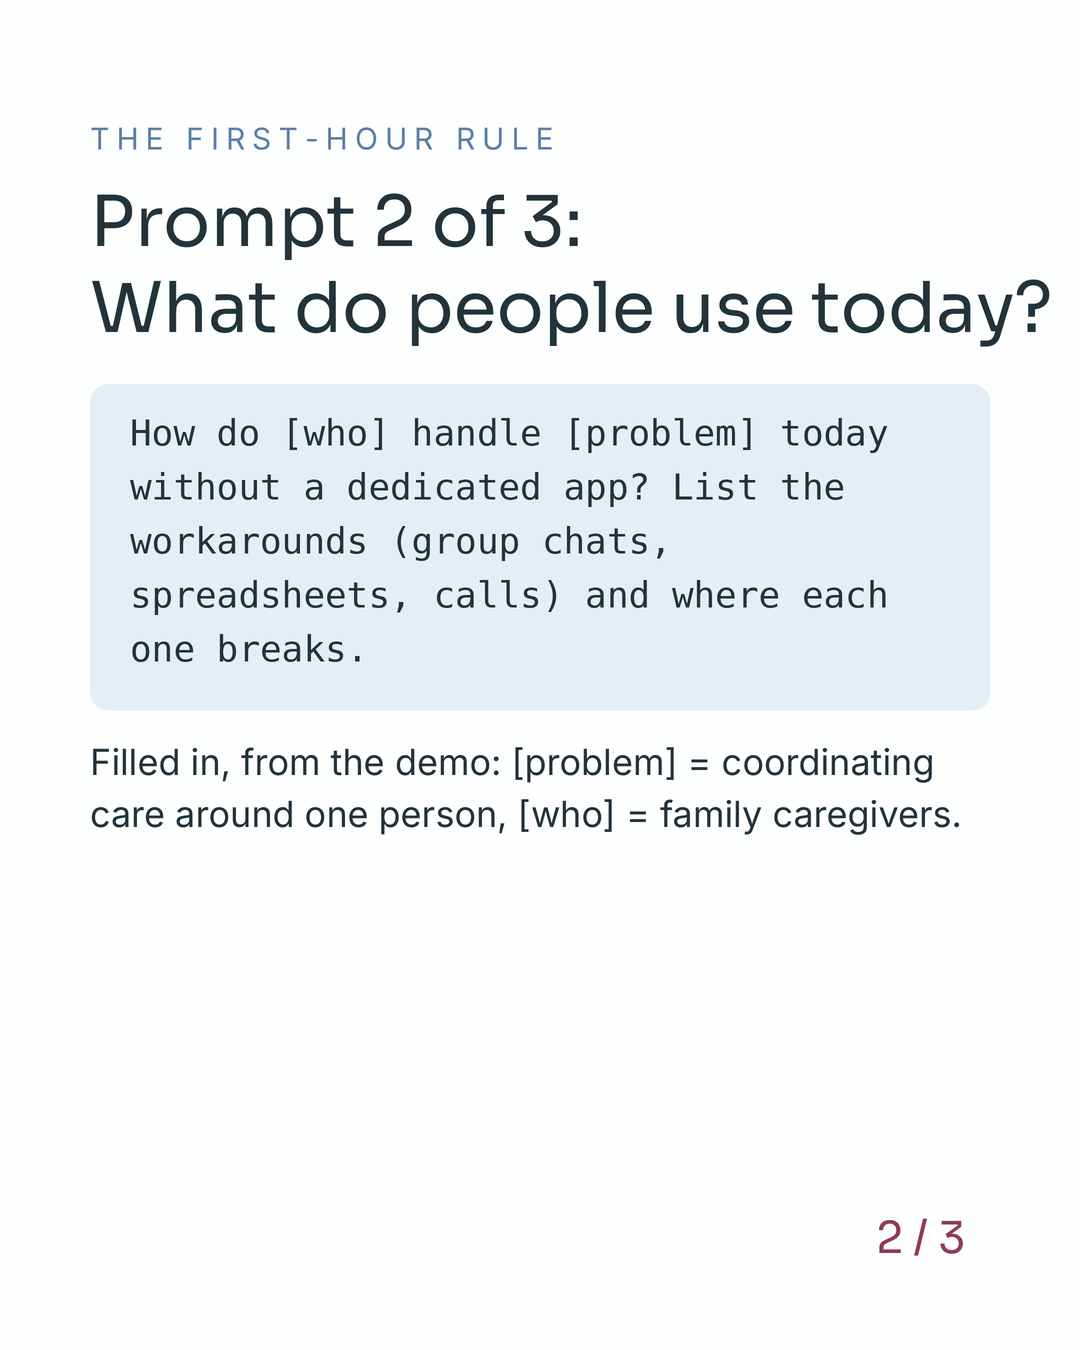 THE FIRST-HOUR RULE
Prompt 2 of 3:
What do people use today?
How do [who] handle [problem] today
without a dedicated app? List the
workarounds (group chats,
spreadsheets, calls) and where each
one breaks.
Filled in, from the demo: [problem] = coordinating
care around one person, [who] = family caregivers.
2 / 3